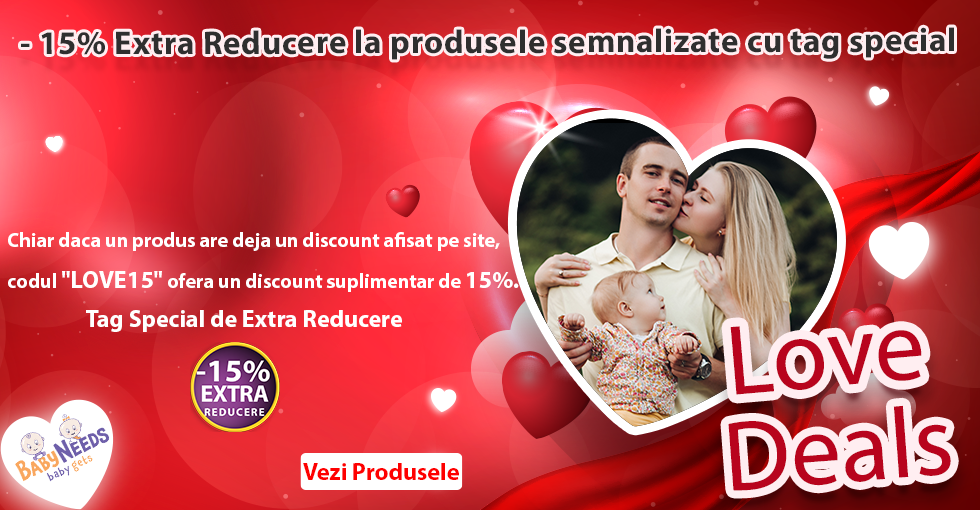 - 15% Extra Reducere la produsele semnalizate cu tag special
Chiar daca un produs are deja un discount afisat pe site,
codul "LOVE15" ofera un discount suplimentar de 15%.
Tag Special de Extra Reducere
-15%
EXTRA
REDUCERE
BABYNEEDS
baby gets
Vezi Produsele
Love
Deals